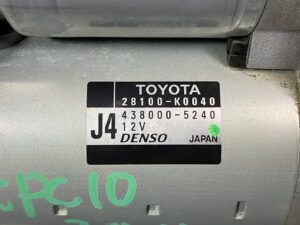 TOYOTA
28100-K0040
J4
438000-5240
12V
DENSO JAPAN